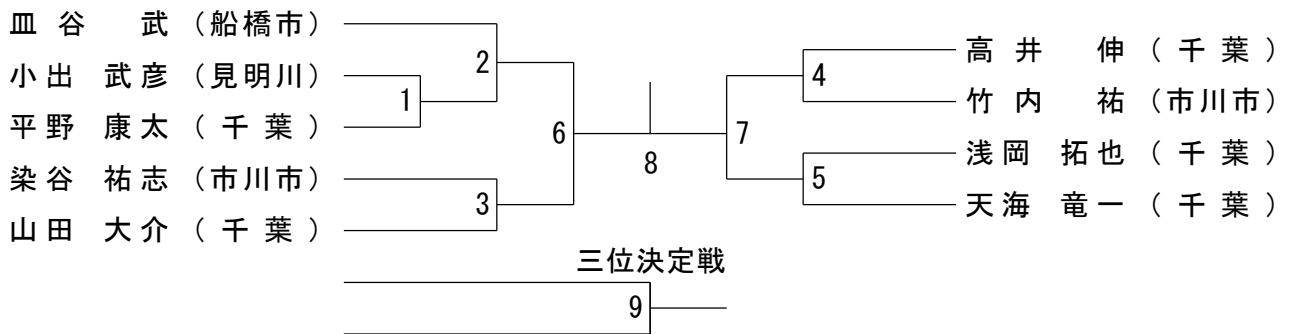 皿谷 武（船橋市）
小出 武彦（見明川）
平野 康太（千葉）
染谷 祐志（市川市）
山田 大介（千葉）
1
2
3
6
8
7
4
5
高井 伸（千葉）
竹内 祐（市川市）
浅岡 拓也（千葉）
天海 竜一（千葉）
三位決定戦
9